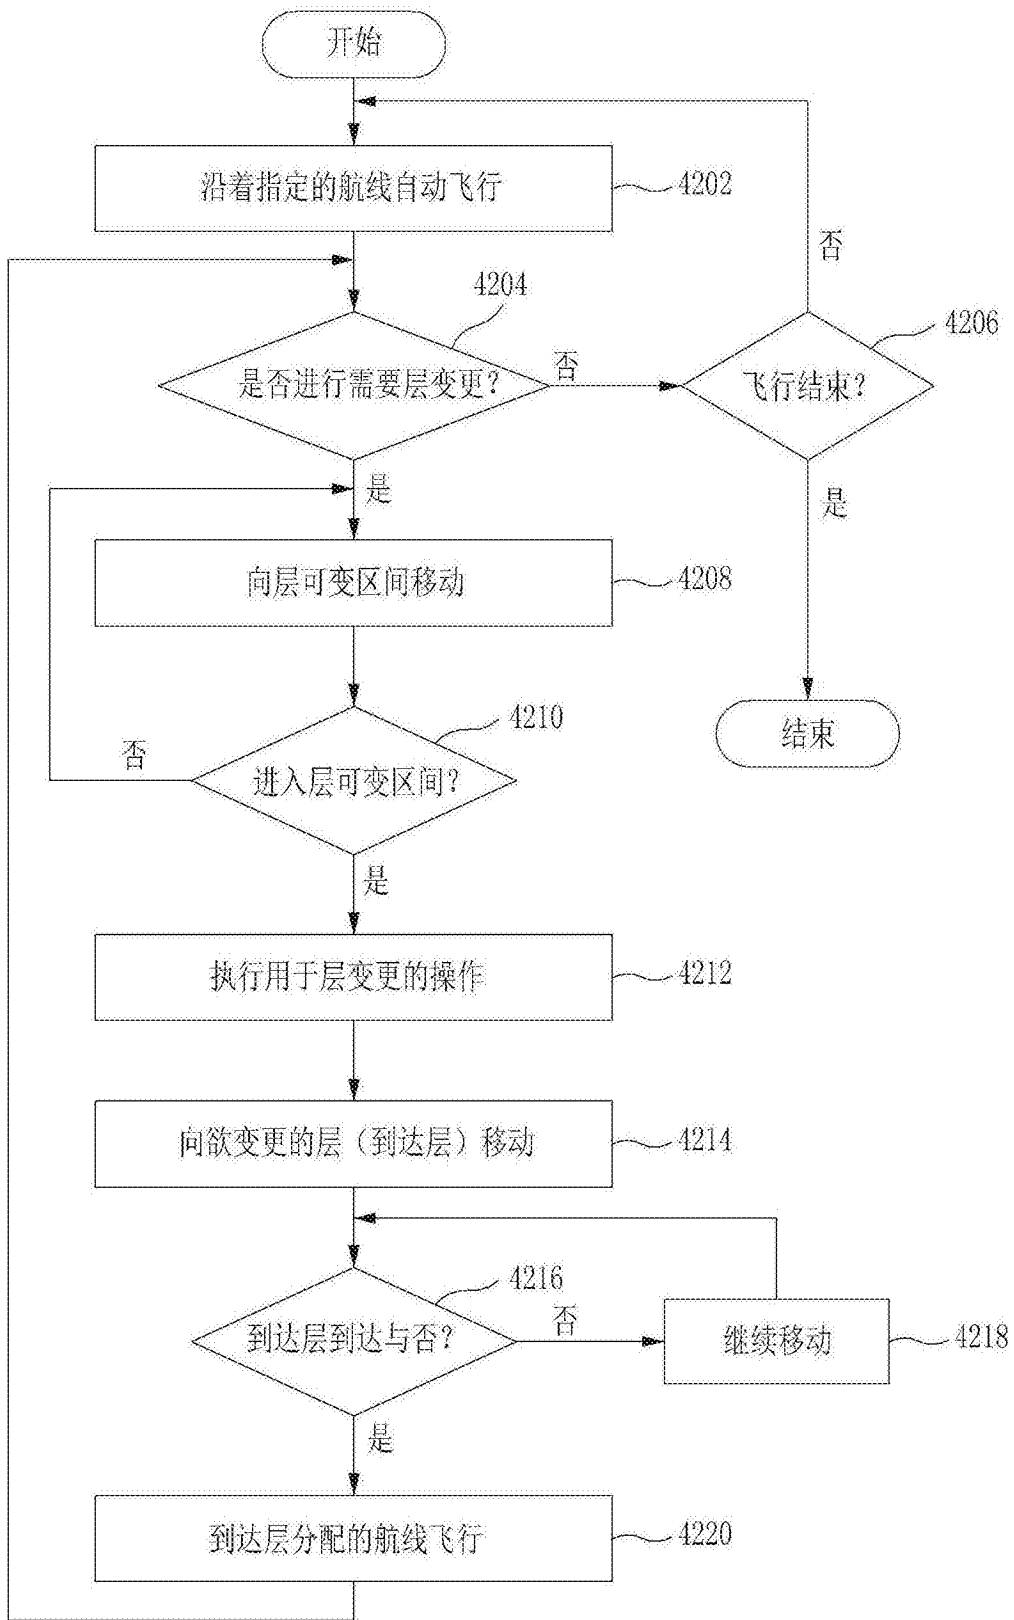 开始
沿着指定的航线自动飞行
4202
否
4204
4206
是否进行需要层变更?
否
飞行结束?
是
是
向层可变区间移动
4208
4210
结束
否
进入层可变区间?
是
执行用于层变更的操作
4212
向欲变更的层（到达层）移动
4214
4216
到达层到达与否?
否
继续移动
4218
是
到达层分配的航线飞行
4220